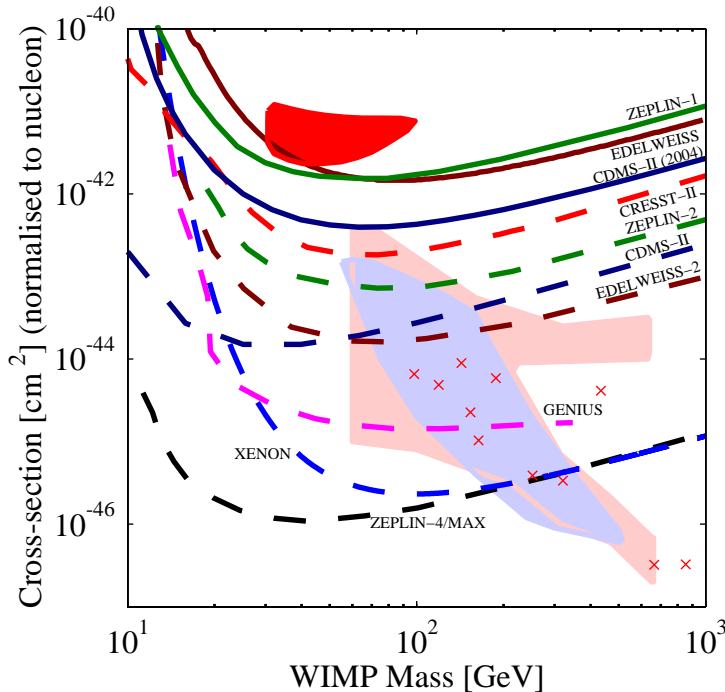 10^-40
ZEPLIN−1
EDELWEISS
CDMS−II (2004)
10^-42
CRESST−II
ZEPLIN−2
CDMS−II
EDELWEISS−2
10^-44
GENIUS
XENON
10^-46
ZEPLIN−4/MAX
10^1
10^2
10^3
WIMP Mass [GeV]
Cross-section [cm^2] (normalised to nucleon)